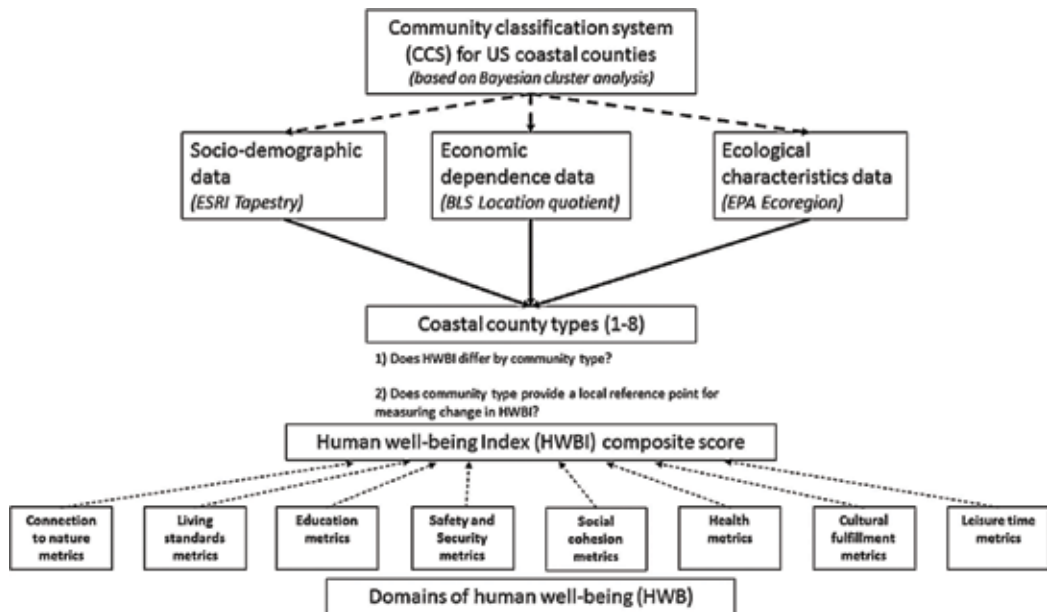 Community classification system
(CCS) for US coastal counties
(based on Bayesian cluster analysis)
Socio-demographic
data
(ESRI Tapestry)
Economic
dependence data
(BLS Location quotient)
Ecological
characteristics data
(EPA Ecoregion)
Coastal county types (1-8)
1) Does HWBI differ by community type?
2) Does community type provide a local reference point for
measuring change in HWBI?
Human well-being Index (HWBI) composite score
Connection
to nature
metrics
Living
standards
metrics
Education
metrics
Safety and
Security
metrics
Social
cohesion
metrics
Health
metrics
Cultural
fulfillment
metrics
Leisure time
metrics
Domains of human well-being (HWB)